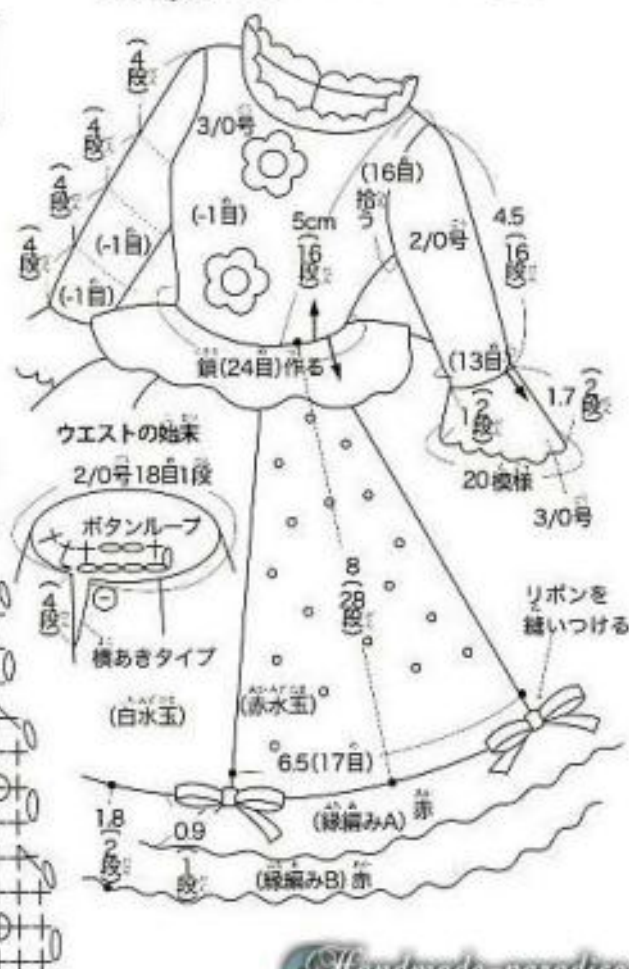 (4段)
(4段)
(4段)
(4段)
3/0号
(-1目)
(-1目)
(-1目)
(16目)
拾う
5cm
(16段)
2/0号
4.5
(16段)
鎖(24目)作る
(13目)
1.7
(2段)
20模様
3/0号
ウエストの始末
2/0号18目1段
ボタンループ
(4段)
横あきタイプ
(白水玉)
(赤水玉)
8
(28段)
リボンを
縫いつける
6.5(17目)
1.8
(2段)
0.9
(1段)
(縁編みA)赤
(縁編みB)赤